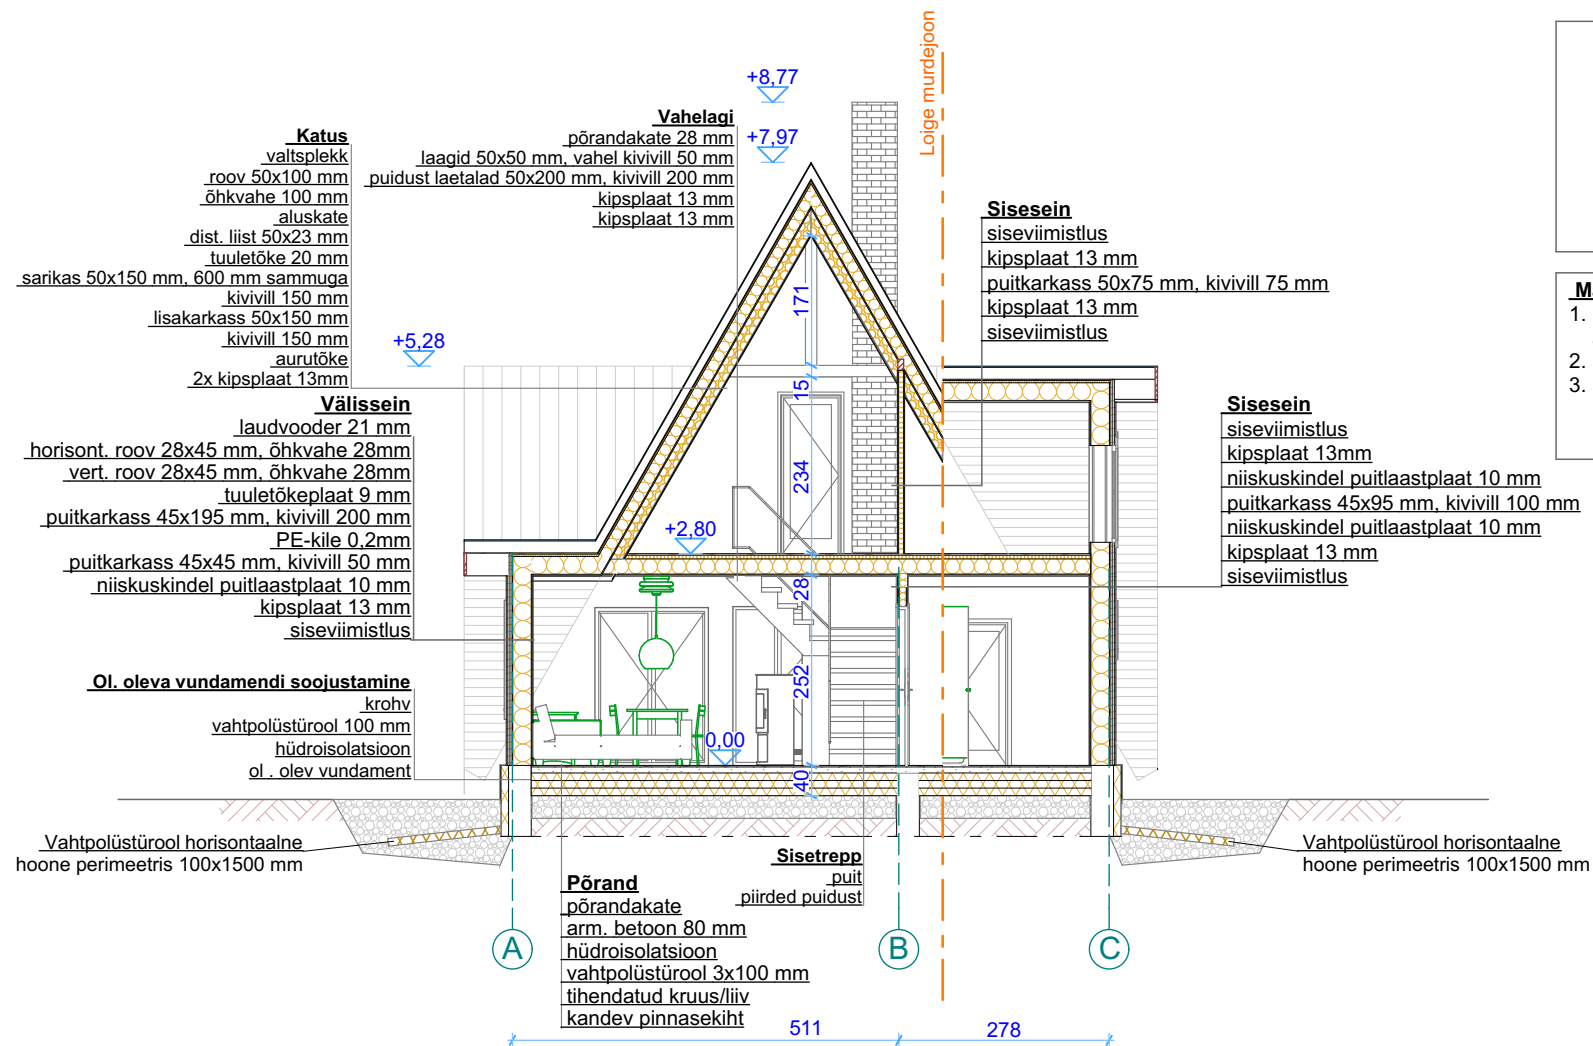 Loige murdejoon
+8,77
+7,97
+5,28
+2,80
0,00
Katus
valtsplekk
roov 50x100 mm
õhkvahe 100 mm
aluskate
dist. liist 50x23 mm
tuuletõke 20 mm
sarikas 50x150 mm, 600 mm sammuga
kivivill 150 mm
lisakarkass 50x150 mm
kivivill 150 mm
aurutõke
2x kipsplaat 13mm
Vahelagi
põrandakate 28 mm
laagid 50x50 mm, vahel kivivill 50 mm
puidust laetalad 50x200 mm, kivivill 200 mm
kipsplaat 13 mm
kipsplaat 13 mm
Sisesein
siseviimistlus
kipsplaat 13 mm
puitkarkass 50x75 mm, kivivill 75 mm
kipsplaat 13 mm
siseviimistlus
1.
2.
3.
Välissein
laudvooder 21 mm
horisont. roov 28x45 mm, õhkvahe 28mm
vert. roov 28x45 mm, õhkvahe 28mm
tuuletõkeplaat 9 mm
puitkarkass 45x195 mm, kivivill 200 mm
PE-kile 0,2mm
puitkarkass 45x45 mm, kivivill 50 mm
niiskuskindel puitlaastplaat 10 mm
kipsplaat 13 mm
siseviimistlus
Sisesein
siseviimistlus
kipsplaat 13mm
niiskuskindel puitlaastplaat 10 mm
puitkarkass 45x95 mm, kivivill 100 mm
niiskuskindel puitlaastplaat 10 mm
kipsplaat 13 mm
siseviimistlus
171
15
234
28
252
40
Ol. oleva vundamendi soojustamine
krohv
vahtpolüstürool 100 mm
hüdroisolatsioon
ol . olev vundament
Vahtpolüstürool horisontaalne
hoone perimeetris 100x1500 mm
Vahtpolüstürool horisontaalne
hoone perimeetris 100x1500 mm
Sisetrepp
puit
piirded puidust
Põrand
põrandakate
arm. betoon 80 mm
hüdroisolatsioon
vahtpolüstürool 3x100 mm
tihendatud kruus/liiv
kandev pinnasekiht
A
B
C
511
278